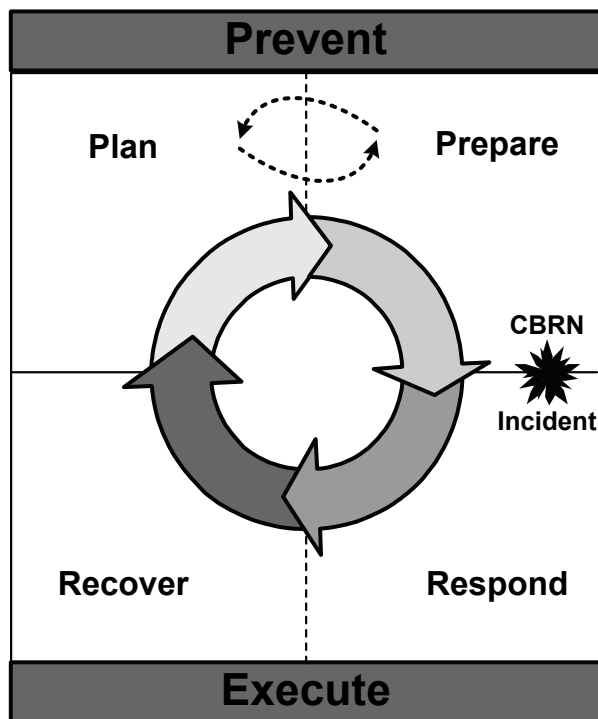 Prevent
Plan
Prepare
CBRN
Incident
Recover
Respond
Execute